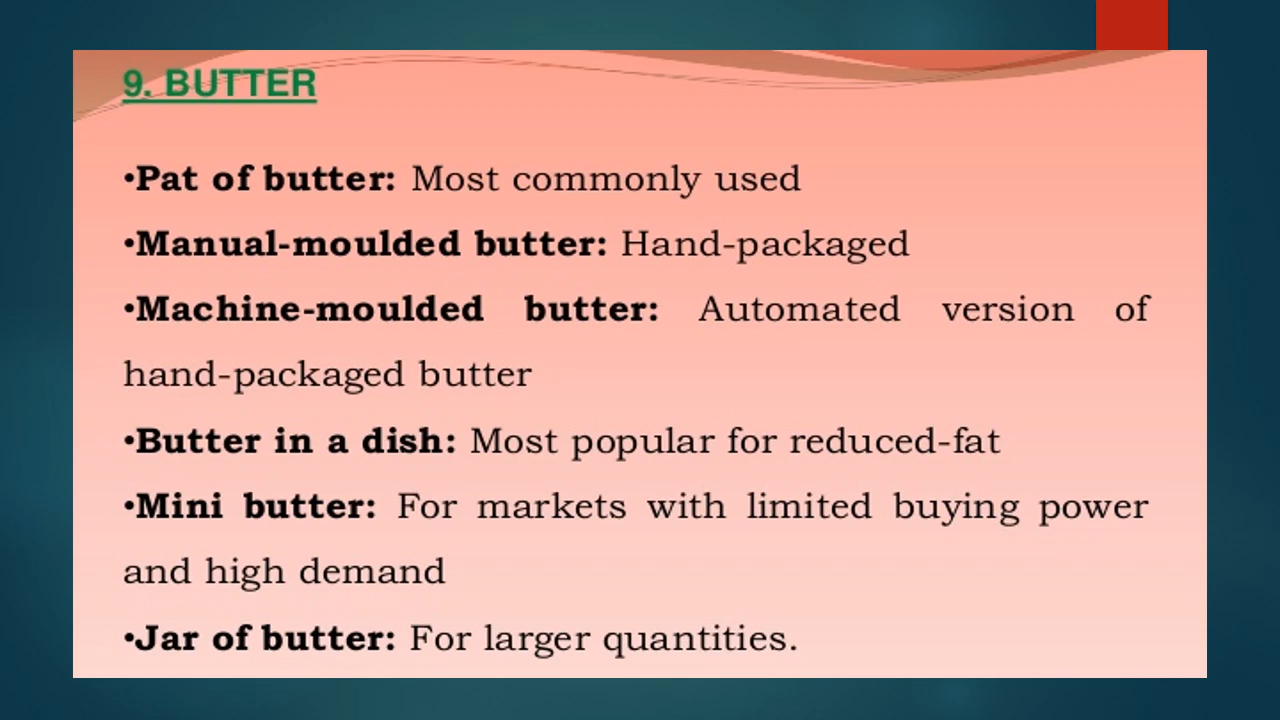 9. BUTTER
•Pat of butter: Most commonly used
•Manual-moulded butter: Hand-packaged
•Machine-moulded butter: Automated version of
hand-packaged butter
•Butter in a dish: Most popular for reduced-fat
•Mini butter: For markets with limited buying power
and high demand
•Jar of butter: For larger quantities.